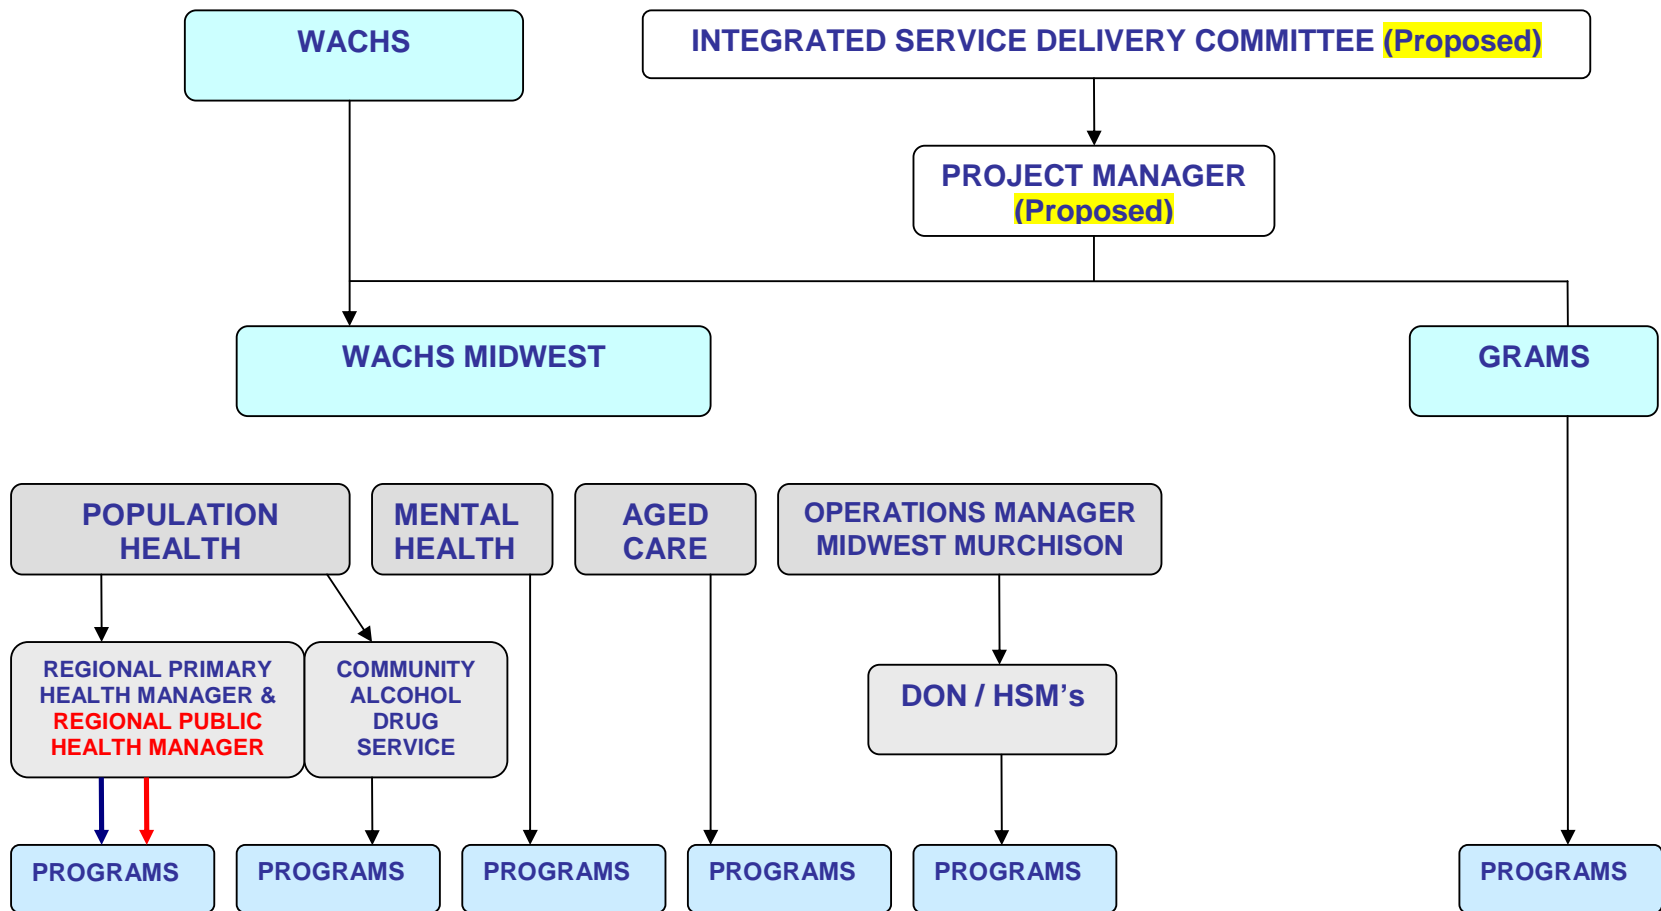 WACHS
INTEGRATED SERVICE DELIVERY COMMITTEE (Proposed)
PROJECT MANAGER
(Proposed)
WACHS MIDWEST
GRAMS
POPULATION
HEALTH
MENTAL
HEALTH
AGED
CARE
OPERATIONS MANAGER
MIDWEST MURCHISON
REGIONAL PRIMARY
HEALTH MANAGER &
REGIONAL PUBLIC
HEALTH MANAGER
COMMUNITY
ALCOHOL
DRUG
SERVICE
DON / HSM's
PROGRAMS
PROGRAMS
PROGRAMS
PROGRAMS
PROGRAMS
PROGRAMS